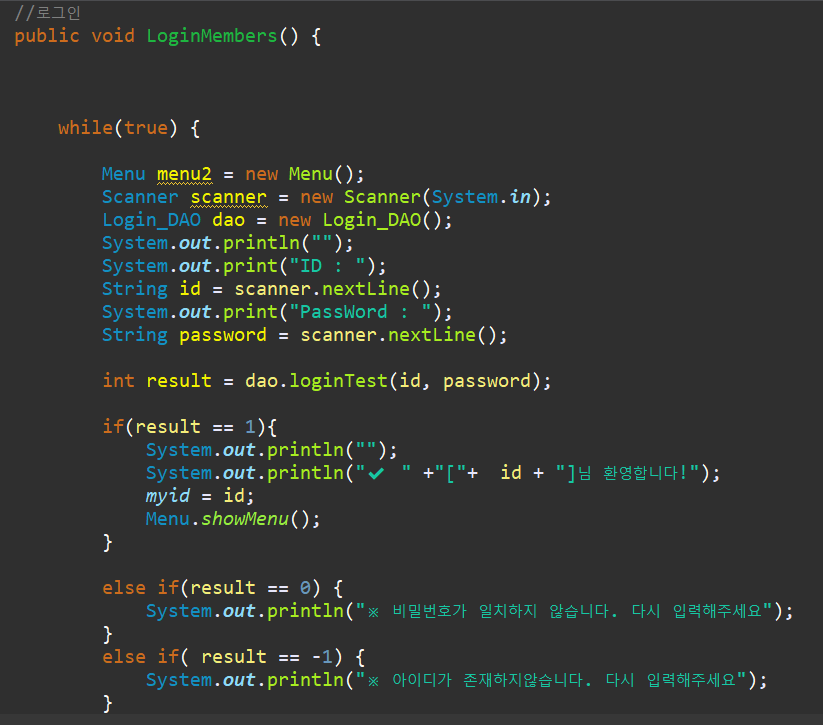 //로그인
public void LoginMembers() {
while(true) {
Menu menu2 = new Menu();
Scanner scanner = new Scanner(System.in);
Login_DAO dao = new Login_DAO();
System.out.println("");
System.out.print("ID : ");
String id = scanner.nextLine();
System.out.print("PassWord : ");
String password = scanner.nextLine();
int result = dao.loginTest(id, password);
if(result == 1){
System.out.println("");
System.out.println("✔ " +"["+  id + "]님 환영합니다!");
myid = id;
Menu.showMenu();
}
else if(result == 0) {
System.out.println("※ 비밀번호가 일치하지 않습니다. 다시 입력해주세요");
}
else if( result == -1) {
System.out.println("※ 아이디가 존재하지않습니다. 다시 입력해주세요");
}